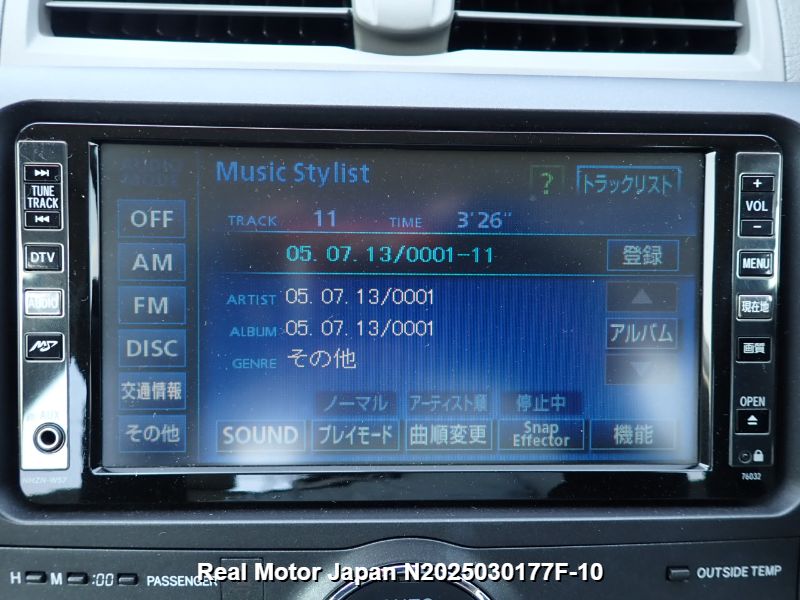 Music Stylist ? トラックリスト
TRACK 11 TIME 3'26"
05. 07. 13/0001-11 登録
ARTIST 05. 07. 13/0001
ALBUM 05. 07. 13/0001 アルバム
GENRE その他
ノーマル アーティスト順 停止中
SOUND プレイモード 曲順変更 Snap Effector 機能
OFF
AM
FM
DISC
交通情報
その他
TUNE
TRACK
DTV
AUDIO
AUX
NHZN-W57
+
VOL
-
MENU
現在地
画質
OPEN
76032
H M :00 PASSENGER
OUTSIDE TEMP
AUTO
Real Motor Japan N2025030177F-10